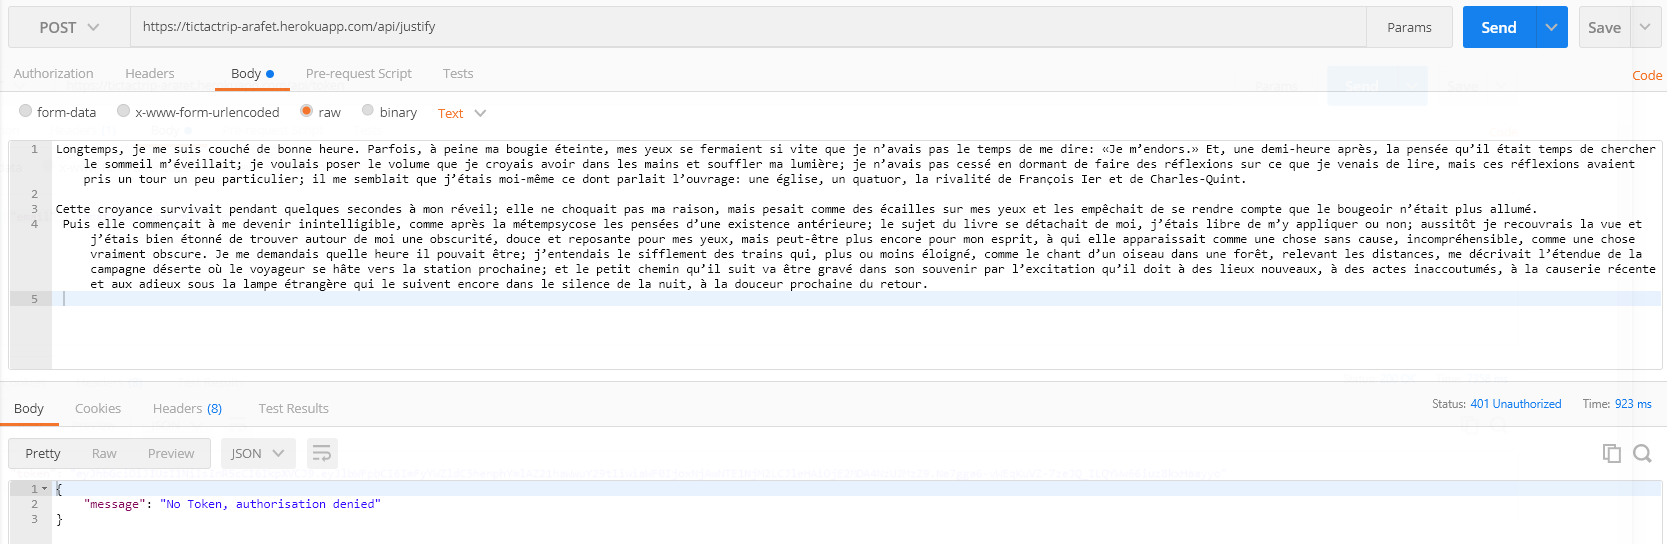 POST https://tictactrip-arafet.herokuapp.com/api/justify Params Send Save
Authorization Headers Body Pre-request Script Tests Code
form-data x-www-form-urlencoded raw binary Text
1 Longtemps, je me suis couché de bonne heure. Parfois, à peine ma bougie éteinte, mes yeux se fermaient si vite que je n’avais pas le temps de me dire: «Je m’endors.» Et, une demi-heure après, la pensée qu’il était temps de chercher
le sommeil m’éveillait; je voulais poser le volume que je croyais avoir dans les mains et souffler ma lumière; je n’avais pas cessé en dormant de faire des réflexions sur ce que je venais de lire, mais ces réflexions avaient
pris un tour un peu particulier; il me semblait que j’étais moi-même ce dont parlait l’ouvrage: une église, un quatuor, la rivalité de François Ier et de Charles-Quint.
2
3 Cette croyance survivait pendant quelques secondes à mon réveil; elle ne choquait pas ma raison, mais pesait comme des écailles sur mes yeux et les empêchait de se rendre compte que le bougeoir n’était plus allumé.
4 Puis elle commençait à me devenir inintelligible, comme après la métempsycose les pensées d’une existence antérieure; le sujet du livre se détachait de moi, j’étais libre de m’y appliquer ou non; aussitôt je recouvrais la vue et
j’étais bien étonné de trouver autour de moi une obscurité, douce et reposante pour mes yeux, mais peut-être plus encore pour mon esprit, à qui elle apparaissait comme une chose sans cause, incompréhensible, comme une chose
vraiment obscure. Je me demandais quelle heure il pouvait être; j’entendais le sifflement des trains qui, plus ou moins éloigné, comme le chant d’un oiseau dans une forêt, relevant les distances, me décrivait l’étendue de la
campagne déserte où le voyageur se hâte vers la station prochaine; et le petit chemin qu’il suit va être gravé dans son souvenir par l’excitation qu’il doit à des lieux nouveaux, à des actes inaccoutumés, à la causerie récente
et aux adieux sous la lampe étrangère qui le suivent encore dans le silence de la nuit, à la douceur prochaine du retour.
5
Body Cookies Headers (8) Test Results Status: 401 Unauthorized Time: 923 ms
Pretty Raw Preview JSON
1 {
2 "message": "No Token, authorisation denied"
3 }